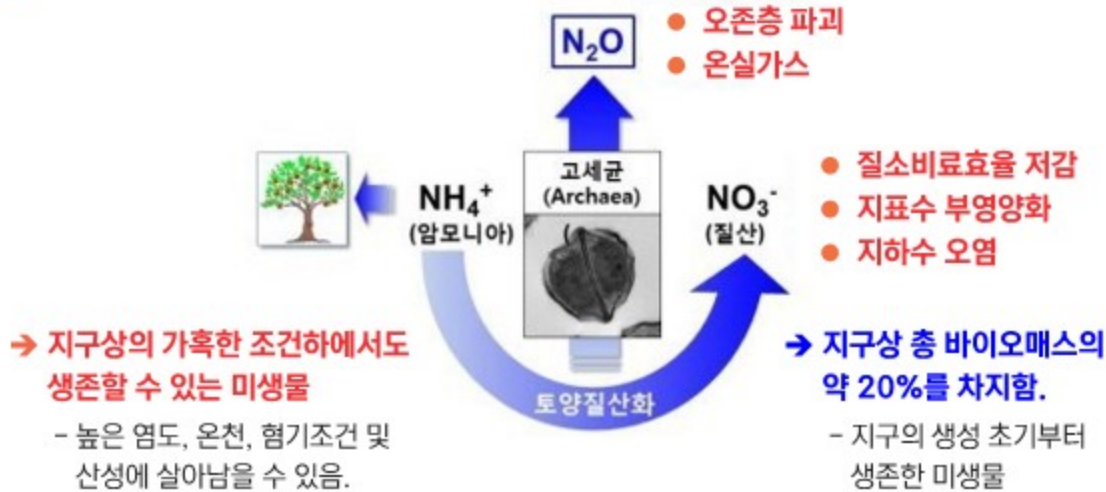 N₂O
● 오존층 파괴
● 온실가스
고세균
(Archaea)
NH₄⁺
(암모니아)
NO₃⁻
(질산)
● 질소비료효율 저감
● 지표수 부영양화
● 지하수 오염
토양질산화
→ 지구상의 가혹한 조건하에서도
생존할 수 있는 미생물
– 높은 염도, 온천, 혐기조건 및
산성에 살아남을 수 있음.
→ 지구상 총 바이오매스의
약 20%를 차지함.
– 지구의 생성 초기부터
생존한 미생물